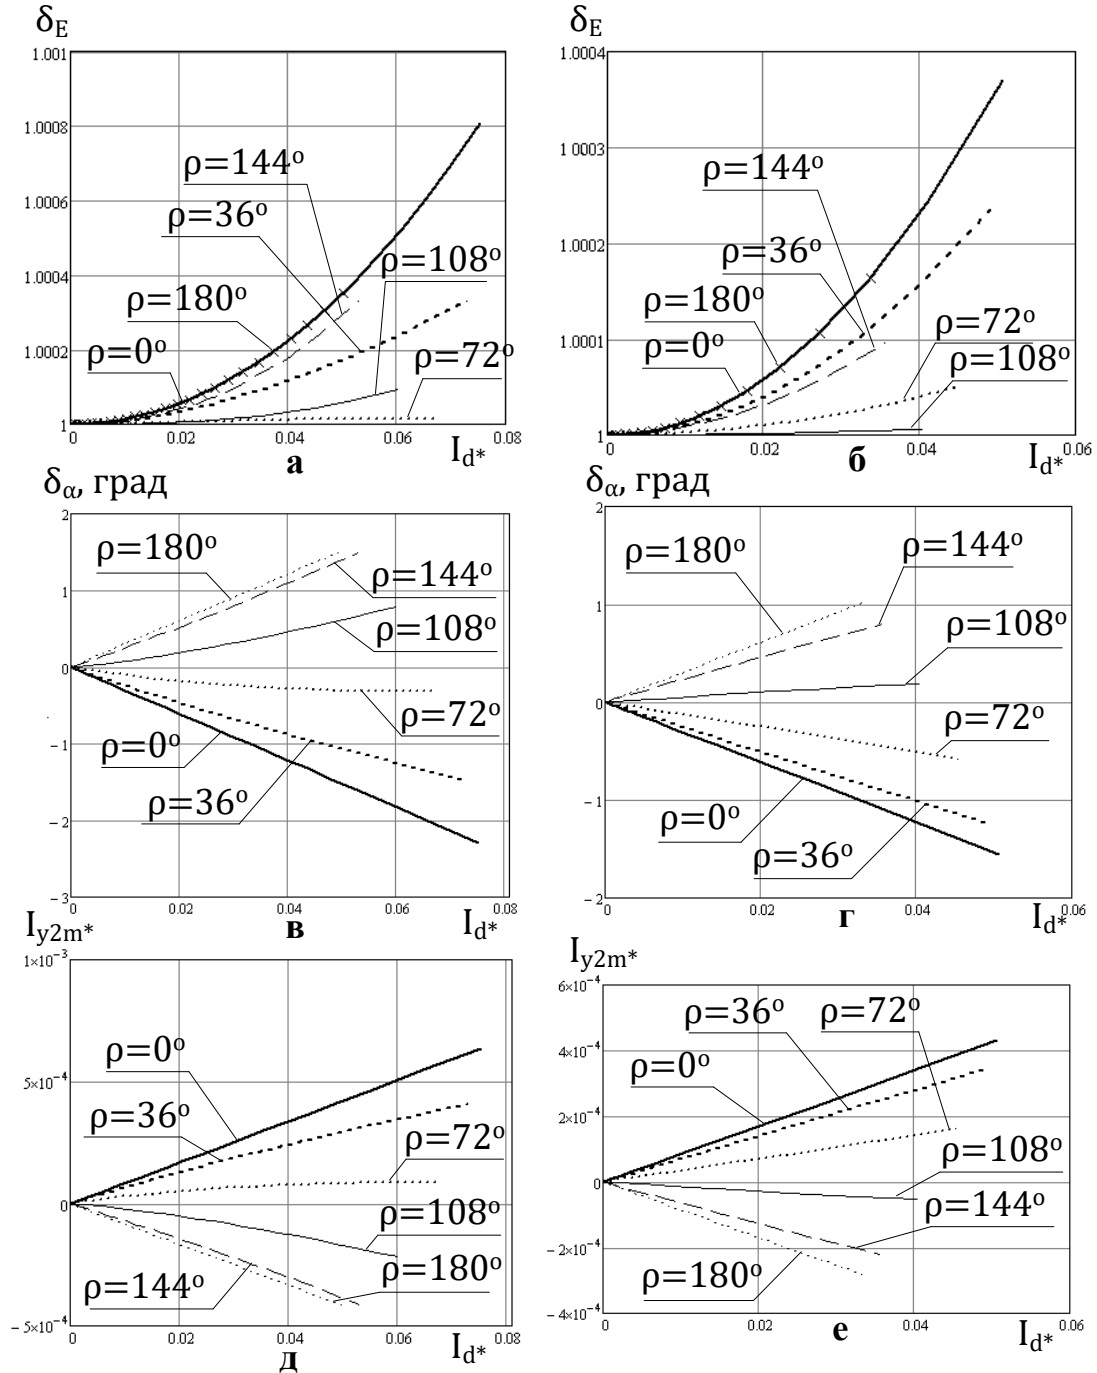 δE
1.001
1.0008
1.0006
1.0004
1.0002
1
0
0.02
0.04
0.06
0.08
ρ=144º
ρ=36º
ρ=108º
ρ=180º
ρ=0º
ρ=72º
Id*
а
δE
1.0004
1.0003
1.0002
1.0001
1
0
0.02
0.04
0.06
ρ=144º
ρ=36º
ρ=180º
ρ=72º
ρ=0º
ρ=108º
Id*
б
δα, град
2
1
0
-1
-2
-3
0
0.02
0.04
0.06
0.08
ρ=180º
ρ=144º
ρ=108º
ρ=72º
ρ=0º
ρ=36º
Id*
в
δα, град
2
1
0
-1
-2
0
0.02
0.04
0.06
ρ=180º
ρ=144º
ρ=108º
ρ=72º
ρ=0º
ρ=36º
Id*
г
Iy2m*
1×10⁻³
5×10⁻⁴
0
-5×10⁻⁴
0
0.02
0.04
0.06
0.08
ρ=0º
ρ=36º
ρ=72º
ρ=108º
ρ=180º
ρ=144º
Id*
д
Iy2m*
6×10⁻⁴
4×10⁻⁴
2×10⁻⁴
0
-2×10⁻⁴
-4×10⁻⁴
0
0.02
0.04
0.06
ρ=36º
ρ=72º
ρ=0º
ρ=108º
ρ=144º
ρ=180º
Id*
е